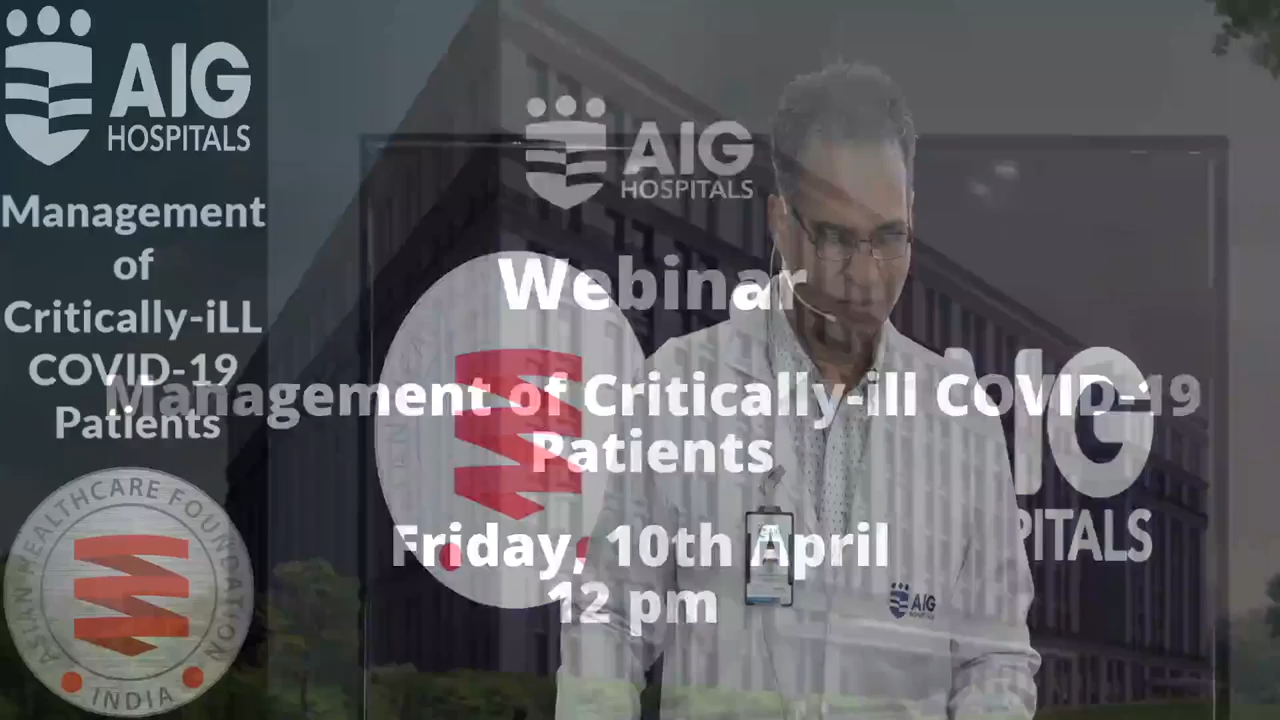 AIG
HOSPITALS
Management
of
Critically-iLL
COVID-19
Patients
ASIAN HEALTHCARE FOUNDATION
INDIA
AIG
HOSPITALS
Webinar
Management of Critically-ill COVID-19
Patients
Friday, 10th April
12 pm
AIG
HOSPITALS